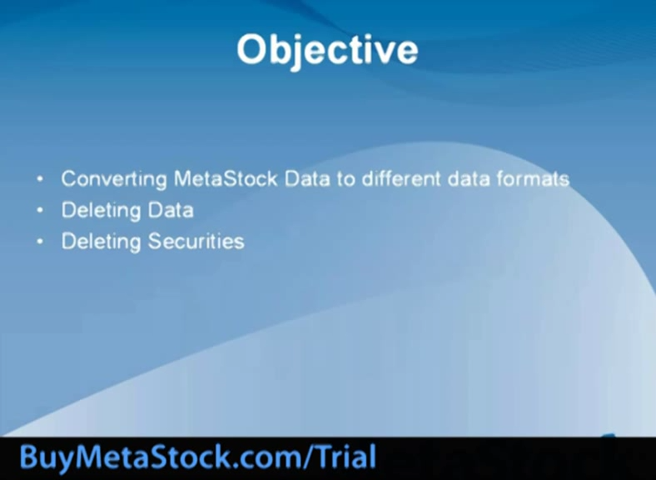 Objective
• Converting MetaStock Data to different data formats
• Deleting Data
• Deleting Securities
BuyMetaStock.com/Trial